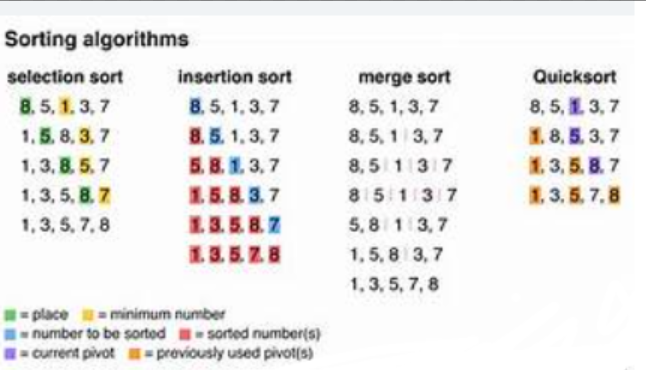 Sorting algorithms
selection sort
8, 5, 1, 3, 7
1, 5, 8, 3, 7
1, 3, 8, 5, 7
1, 3, 5, 8, 7
1, 3, 5, 7, 8
insertion sort
8, 5, 1, 3, 7
8, 5, 1, 3, 7
5, 8, 1, 3, 7
1, 5, 8, 3, 7
1, 3, 5, 8, 7
1, 3, 5, 7, 8
merge sort
8, 5, 1, 3, 7
8, 5, 1 | 3, 7
8, 5 | 1 | 3 | 7
8 | 5 | 1 | 3 | 7
5, 8 | 1 | 3, 7
1, 5, 8 | 3, 7
1, 3, 5, 7, 8
Quicksort
8, 5, 1, 3, 7
1, 8, 5, 3, 7
1, 3, 5, 8, 7
1, 3, 5, 7, 8
= place = minimum number
= number to be sorted = sorted number(s)
= current pivot = previously used pivot(s)